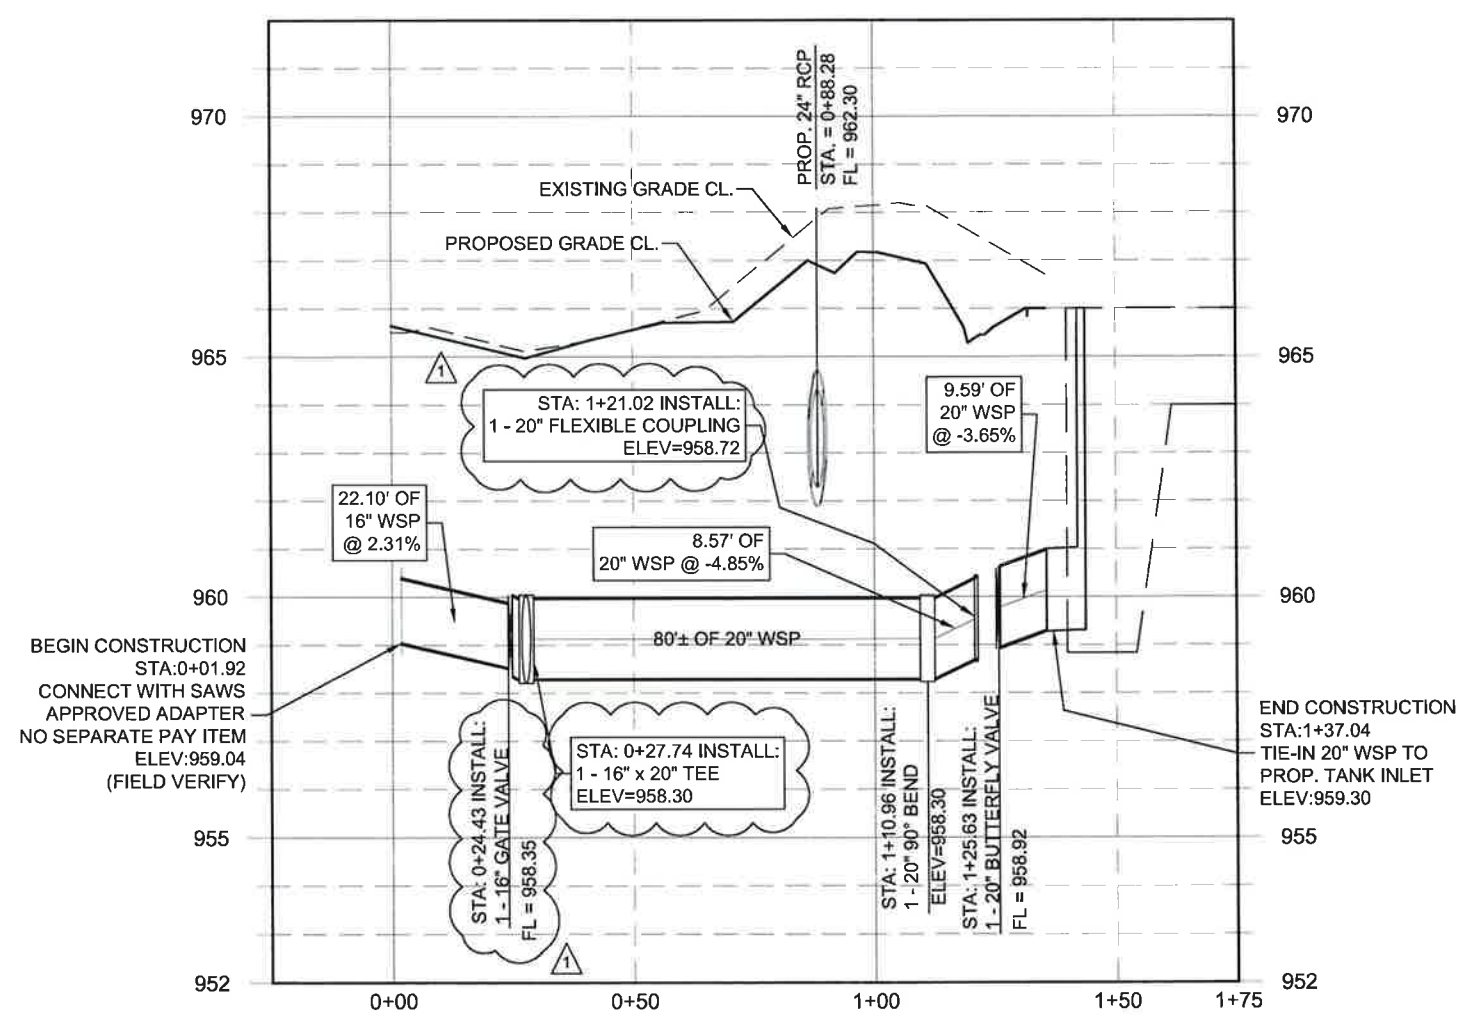 PROP. 24" RCP
STA. = 0+88.28
FL = 962.30
970
970
EXISTING GRADE CL.
PROPOSED GRADE CL.
965
965
1
STA: 1+21.02 INSTALL:
1 - 20" FLEXIBLE COUPLING
ELEV=958.72
9.59' OF
20" WSP
@ -3.65%
22.10' OF
16" WSP
@ 2.31%
8.57' OF
20" WSP @ -4.85%
960
960
80'± OF 20" WSP
BEGIN CONSTRUCTION
STA:0+01.92
CONNECT WITH SAWS
APPROVED ADAPTER
NO SEPARATE PAY ITEM
ELEV:959.04
(FIELD VERIFY)
STA: 0+24.43 INSTALL:
1 - 16" GATE VALVE
FL = 958.35
STA: 0+27.74 INSTALL:
1 - 16" x 20" TEE
ELEV=958.30
STA: 1+10.96 INSTALL:
1 - 20" 90° BEND
ELEV=958.30
STA: 1+25.63 INSTALL:
1 - 20" BUTTERFLY VALVE
FL = 958.92
END CONSTRUCTION
STA:1+37.04
TIE-IN 20" WSP TO
PROP. TANK INLET
ELEV:959.30
955
955
1
952
952
0+00
0+50
1+00
1+50
1+75